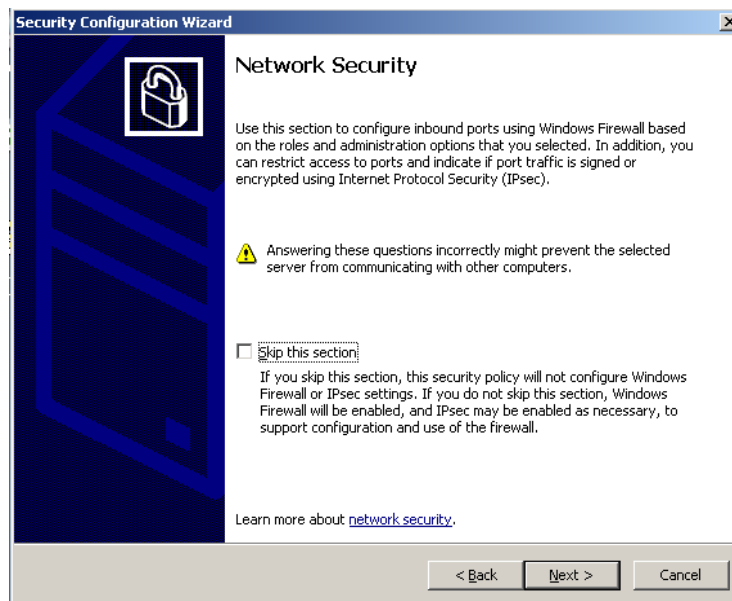 Security Configuration Wizard
Network Security
Use this section to configure inbound ports using Windows Firewall based
on the roles and administration options that you selected. In addition, you
can restrict access to ports and indicate if port traffic is signed or
encrypted using Internet Protocol Security (IPsec).
Answering these questions incorrectly might prevent the selected
server from communicating with other computers.
Skip this section
If you skip this section, this security policy will not configure Windows
Firewall or IPsec settings. If you do not skip this section, Windows
Firewall will be enabled, and IPsec may be enabled as necessary, to
support configuration and use of the firewall.
Learn more about network security.
< Back Next > Cancel